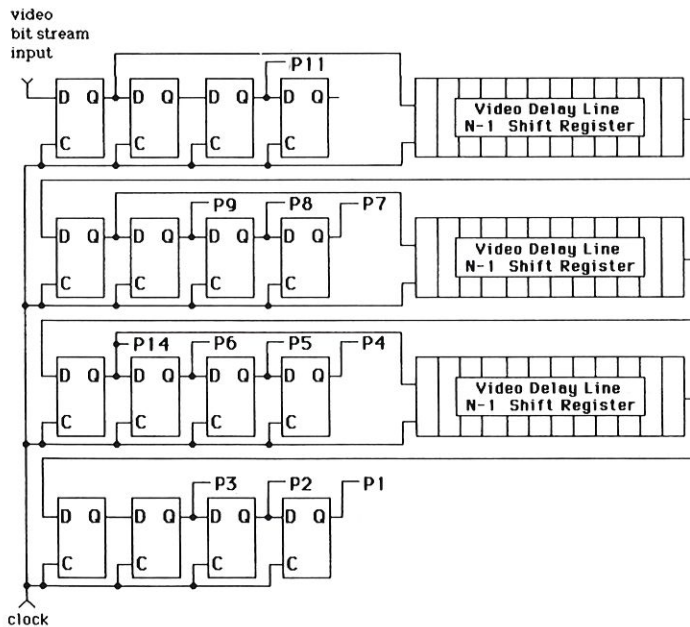 video
bit stream
input
P11
D Q D Q D Q D Q
C C C C
Video Delay Line
N-1 Shift Register
P9 P8 P7
D Q D Q D Q D Q
C C C C
Video Delay Line
N-1 Shift Register
P14 P6 P5 P4
D Q D Q D Q D Q
C C C C
Video Delay Line
N-1 Shift Register
P3 P2 P1
D Q D Q D Q D Q
C C C C
clock